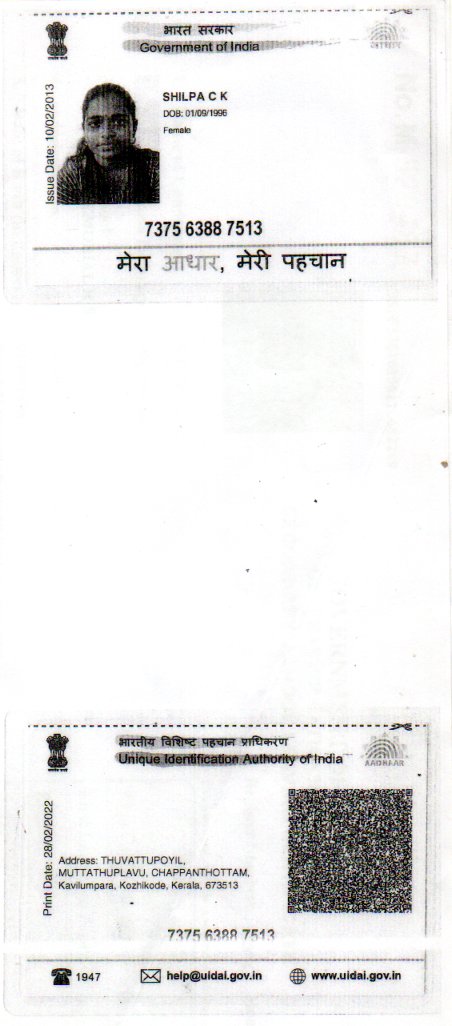 भारत सरकार
Government of India
आधार
Issue Date: 10/02/2013
SHILPA C K
DOB: 01/09/1996
Female
7375 6388 7513
मेरा आधार, मेरी पहचान
भारतीय विशिष्ट पहचान प्राधिकरण
Unique Identification Authority of India
AADHAAR
Print Date: 28/02/2022
Address: THUVATTUPOYIL,
MUTTATHUPLAVU, CHAPPANTHOTTAM,
Kavilumpara, Kozhikode, Kerala, 673513
7375 6388 7513
1947
help@uidai.gov.in
www.uidai.gov.in